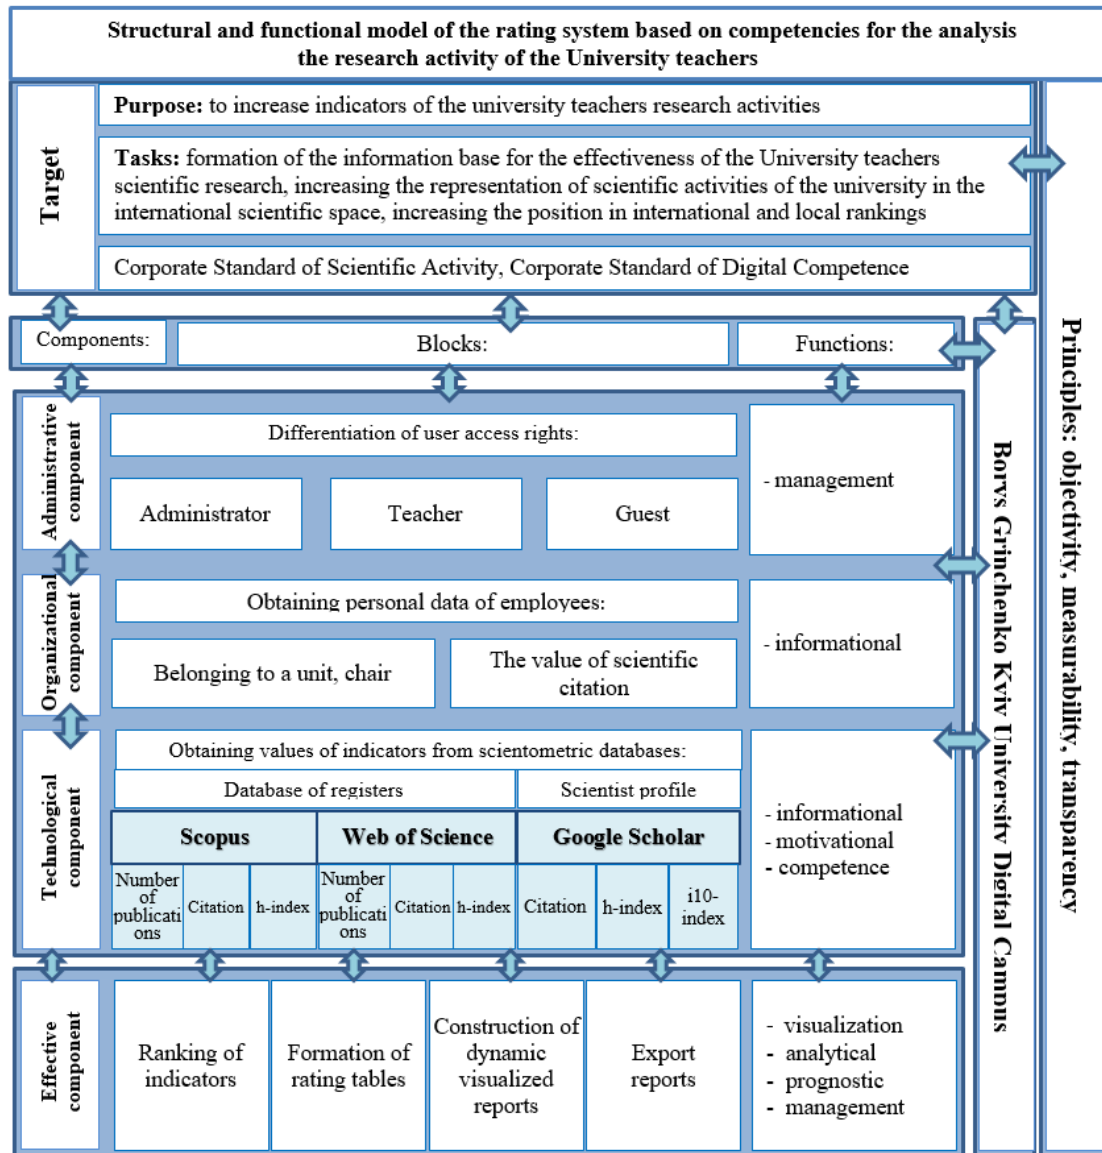 Structural and functional model of the rating system based on competencies for the analysis
the research activity of the University teachers
Target
Purpose: to increase indicators of the university teachers research activities
Tasks: formation of the information base for the effectiveness of the University teachers
scientific research, increasing the representation of scientific activities of the university in the
international scientific space, increasing the position in international and local rankings
Corporate Standard of Scientific Activity, Corporate Standard of Digital Competence
Components:
Blocks:
Functions:
Administrative
component
Differentiation of user access rights:
Administrator
Teacher
Guest
- management
Organizational
component
Obtaining personal data of employees:
Belonging to a unit, chair
The value of scientific
citation
- informational
Technological
component
Obtaining values of indicators from scientometric databases:
Database of registers
Scientist profile
Scopus
Web of Science
Google Scholar
Number
of
publicati
ons
Citation
h-index
Number
of
publicati
ons
Citation
h-index
Citation
h-index
i10-
index
- informational
- motivational
- competence
Effective
component
Ranking of
indicators
Formation of
rating tables
Construction of
dynamic
visualized
reports
Export
reports
- visualization
- analytical
- prognostic
- management
Borys Grinchenko Kyiv University Digital Campus
Principles: objectivity, measurability, transparency